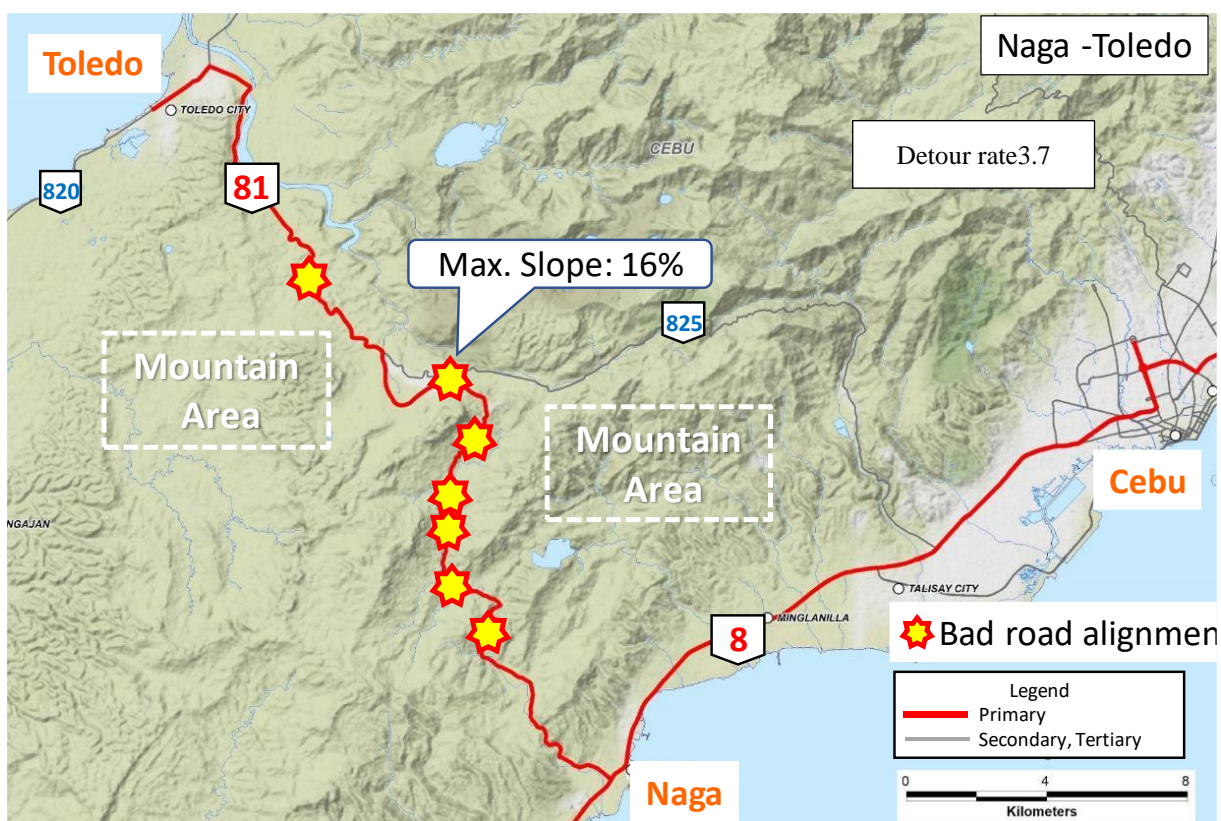 Naga -Toledo
Toledo
TOLEDO CITY
CEBU
Detour rate3.7
820
81
Max. Slope: 16%
825
Mountain
Area
Mountain
Area
Cebu
NGAJAN
TALISAY CITY
MINGLANILLA
8
Bad road alignmen
Legend
Primary
Secondary, Tertiary
Naga
0 4 8
Kilometers